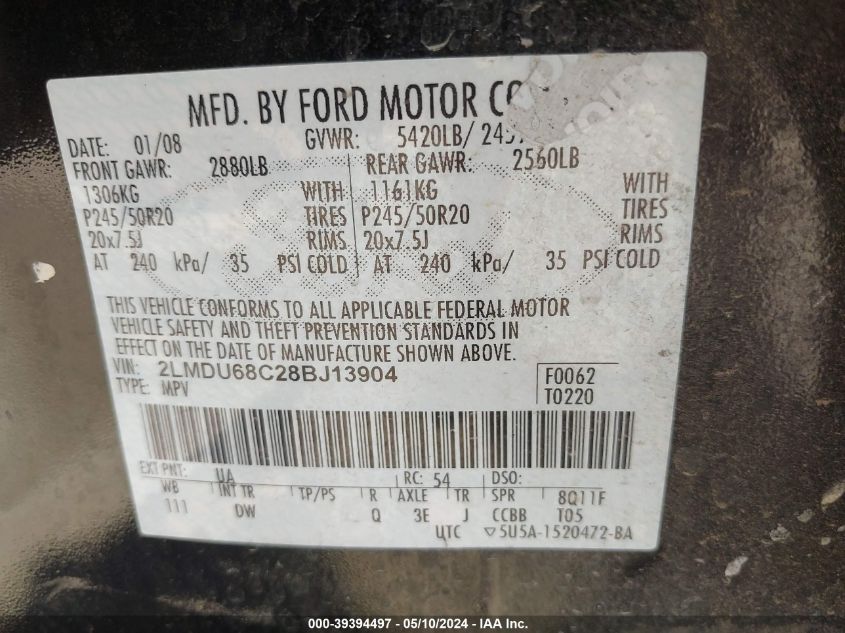 MFD. BY FORD MOTOR CO
DATE: 01/08 GVWR: 5420LB/
FRONT GAWR: 2880LB REAR GAWR: 2560LB
1306KG WITH 1161KG WITH
P245/50R20 TIRES P245/50R20 TIRES
20x7.5J RIMS 20x7.5J RIMS
AT 240 kPa/ 35 PSI COLD AT 240 kPa/ 35 PSI COLD
THIS VEHICLE CONFORMS TO ALL APPLICABLE FEDERAL MOTOR
VEHICLE SAFETY AND THEFT PREVENTION STANDARDS IN
EFFECT ON THE DATE OF MANUFACTURE SHOWN ABOVE.
VIN: 2LMDU68C28BJ13904 F0062
TYPE: MPV T0220
EXT PNT: UA RC: 54 DSO:
WB INT TR TP/PS R AXLE TR SPR 8Q11F
111 DW Q 3E J CCBB T05
UTC ▽5U5A-1520472-BA
000-39394497 - 05/10/2024 - IAAI.com. All Rights Reserved.